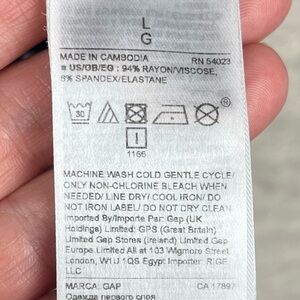 L
G
MADE IN CAMBODIA RN 54023
US/GB/EG : 94% RAYON/VISCOSE,
6% SPANDEX/ELASTANE
30
®
1166
MACHINE WASH COLD GENTLE CYCLE/
ONLY NON-CHLORINE BLEACH WHEN
NEEDED/ LINE DRY/ COOL IRON/ DO
NOT IRON LABEL/ DO NOT DRY CLEAN
Imported By/Importe Par Gap (UK
Holdings) Limited: GPS (Great Britain)
Limited Gap Stores (Ireland) Limited Gap
Europe Limited All at 103 Wigmore Street
London, W1U 1QS Egypt Importer: RIGE
LLC
MARCA: GAP CA 17897
Одежда первого слоя